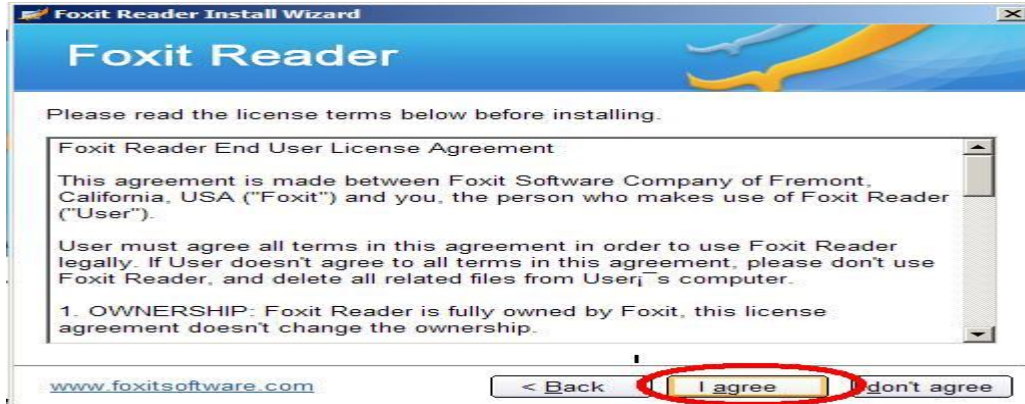 Foxit Reader Install Wizard
Foxit Reader
Please read the license terms below before installing.
Foxit Reader End User License Agreement
This agreement is made between Foxit Software Company of Fremont,
California, USA ("Foxit") and you, the person who makes use of Foxit Reader
("User").
User must agree all terms in this agreement in order to use Foxit Reader
legally. If User doesn't agree to all terms in this agreement, please don't use
Foxit Reader, and delete all related files from User¡¯s computer.
1. OWNERSHIP: Foxit Reader is fully owned by Foxit, this license
agreement doesn't change the ownership.
www.foxitsoftware.com
< Back
I agree
don't agree